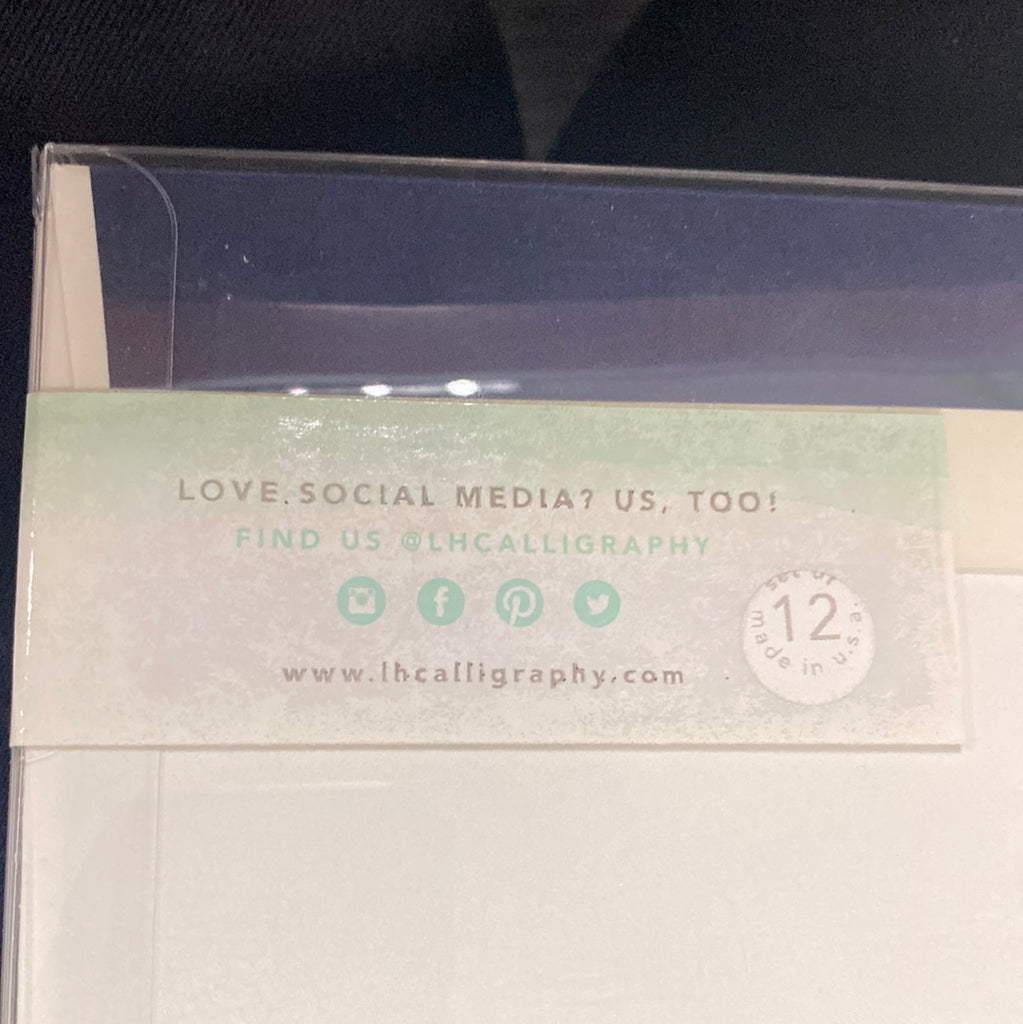 LOVE SOCIAL MEDIA? US, TOO!
FIND US @LHCALLIGRAPHY
www.lhcalligraphy.com
set of
12
made in u.s.a.